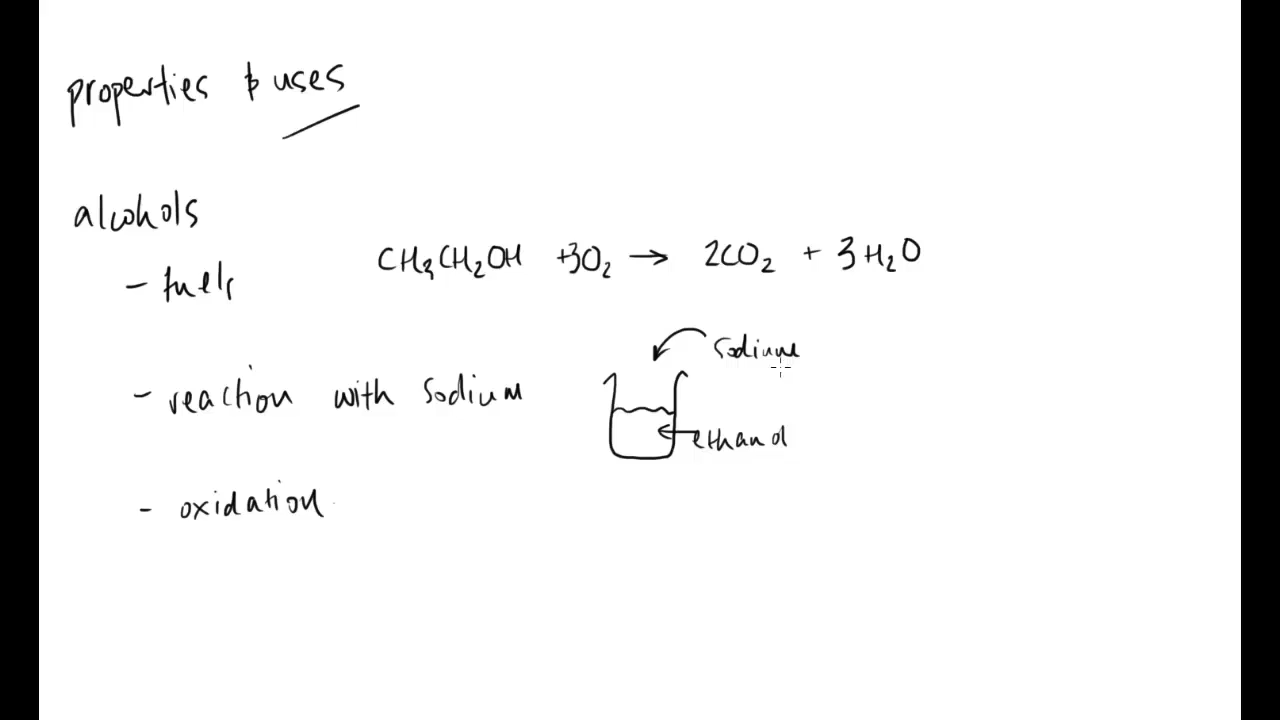 properties & uses
alcohols
- fuels
CH₃CH₂OH +3O₂ → 2CO₂ + 3H₂O
- reaction with sodium
sodium
ethanol
- oxidation